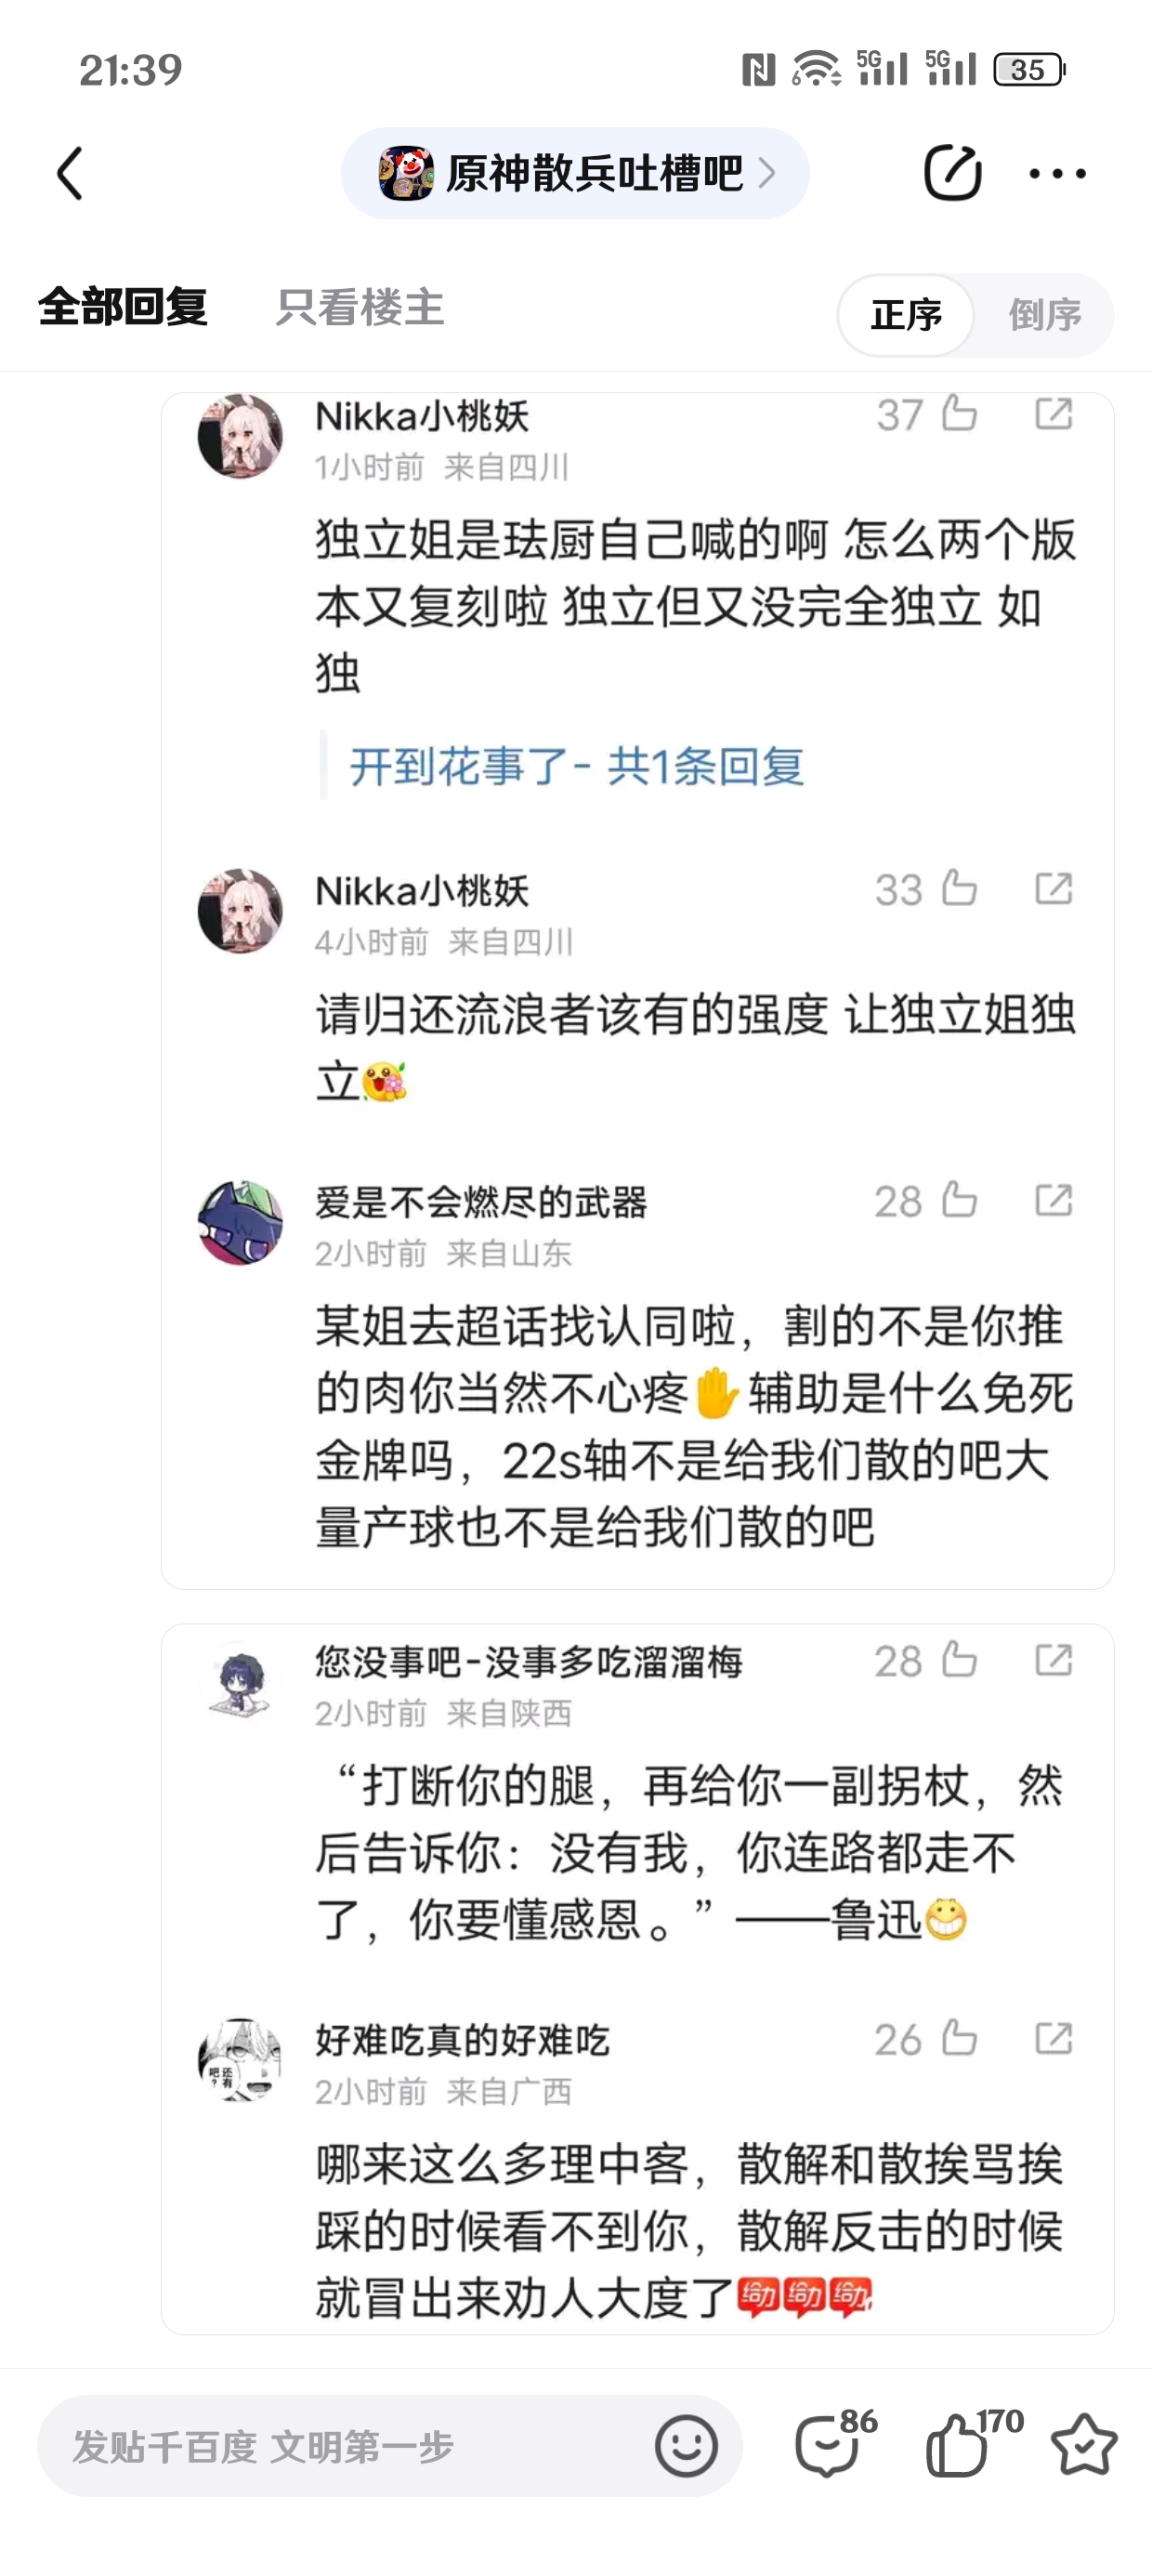 21:39
5G 5G 35
原神散兵吐槽吧
全部回复 只看楼主 正序 倒序
Nikka小桃妖 37
1小时前 来自四川
独立姐是珐厨自己喊的啊 怎么两个版
本又复刻啦 独立但又没完全独立 如
独
开到花事了- 共1条回复
Nikka小桃妖 33
4小时前 来自四川
请归还流浪者该有的强度 让独立姐独
立
爱是不会燃尽的武器 28
2小时前 来自山东
某姐去超话找认同啦，割的不是你推
的肉你当然不心疼✋辅助是什么免死
金牌吗，22s轴不是给我们散的吧大
量产球也不是给我们散的吧
您没事吧-没事多吃溜溜梅 28
2小时前 来自陕西
“打断你的腿，再给你一副拐杖，然
后告诉你：没有我，你连路都走不
了，你要懂感恩。”——鲁迅😁
吧还
？有
好难吃真的好难吃 26
2小时前 来自广西
哪来这么多理中客，散解和散挨骂挨
踩的时候看不到你，散解反击的时候
就冒出来劝人大度了给力给力给力
发贴千百度 文明第一步 86 170